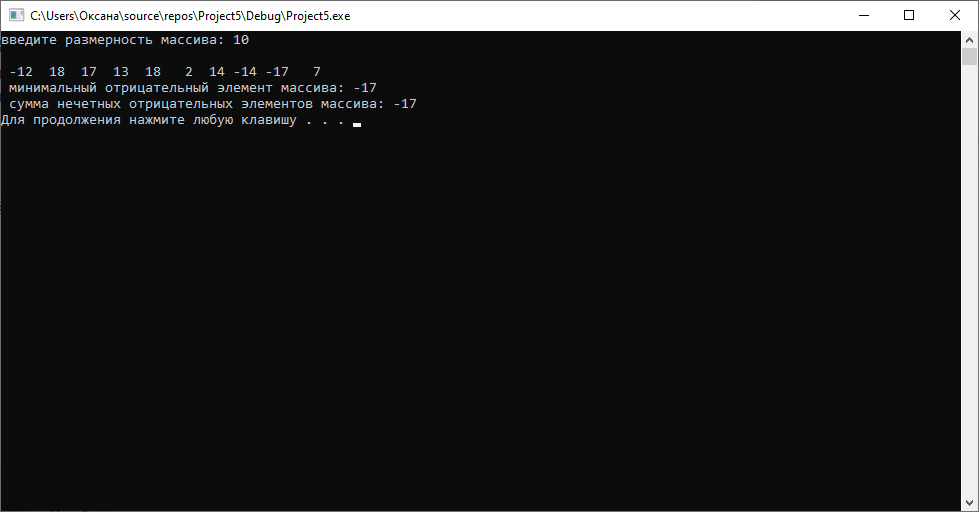 C:\Users\Оксана\source\repos\Project5\Debug\Project5.exe
введите размерность массива: 10
-12  18  17  13  18   2  14 -14 -17   7
минимальный отрицательный элемент массива: -17
сумма нечетных отрицательных элементов массива: -17
Для продолжения нажмите любую клавишу . . .